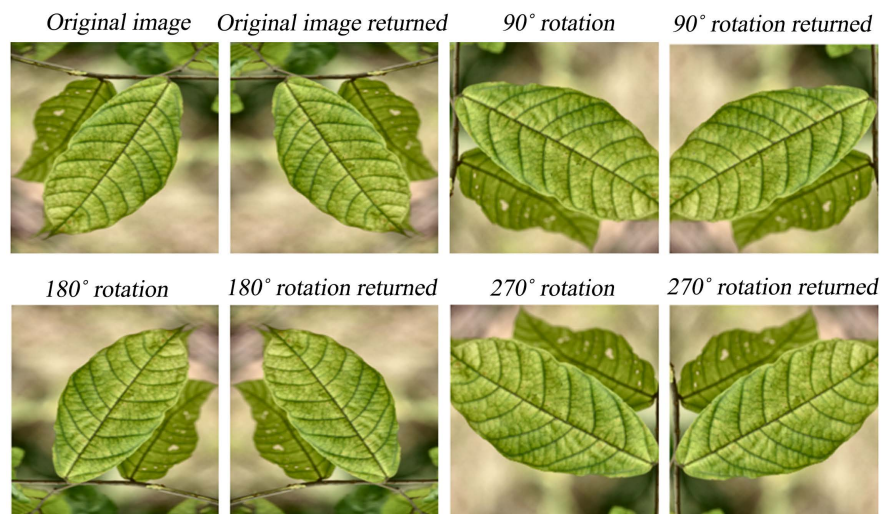 Original image
Original image returned
90° rotation
90° rotation returned
180° rotation
180° rotation returned
270° rotation
270° rotation returned